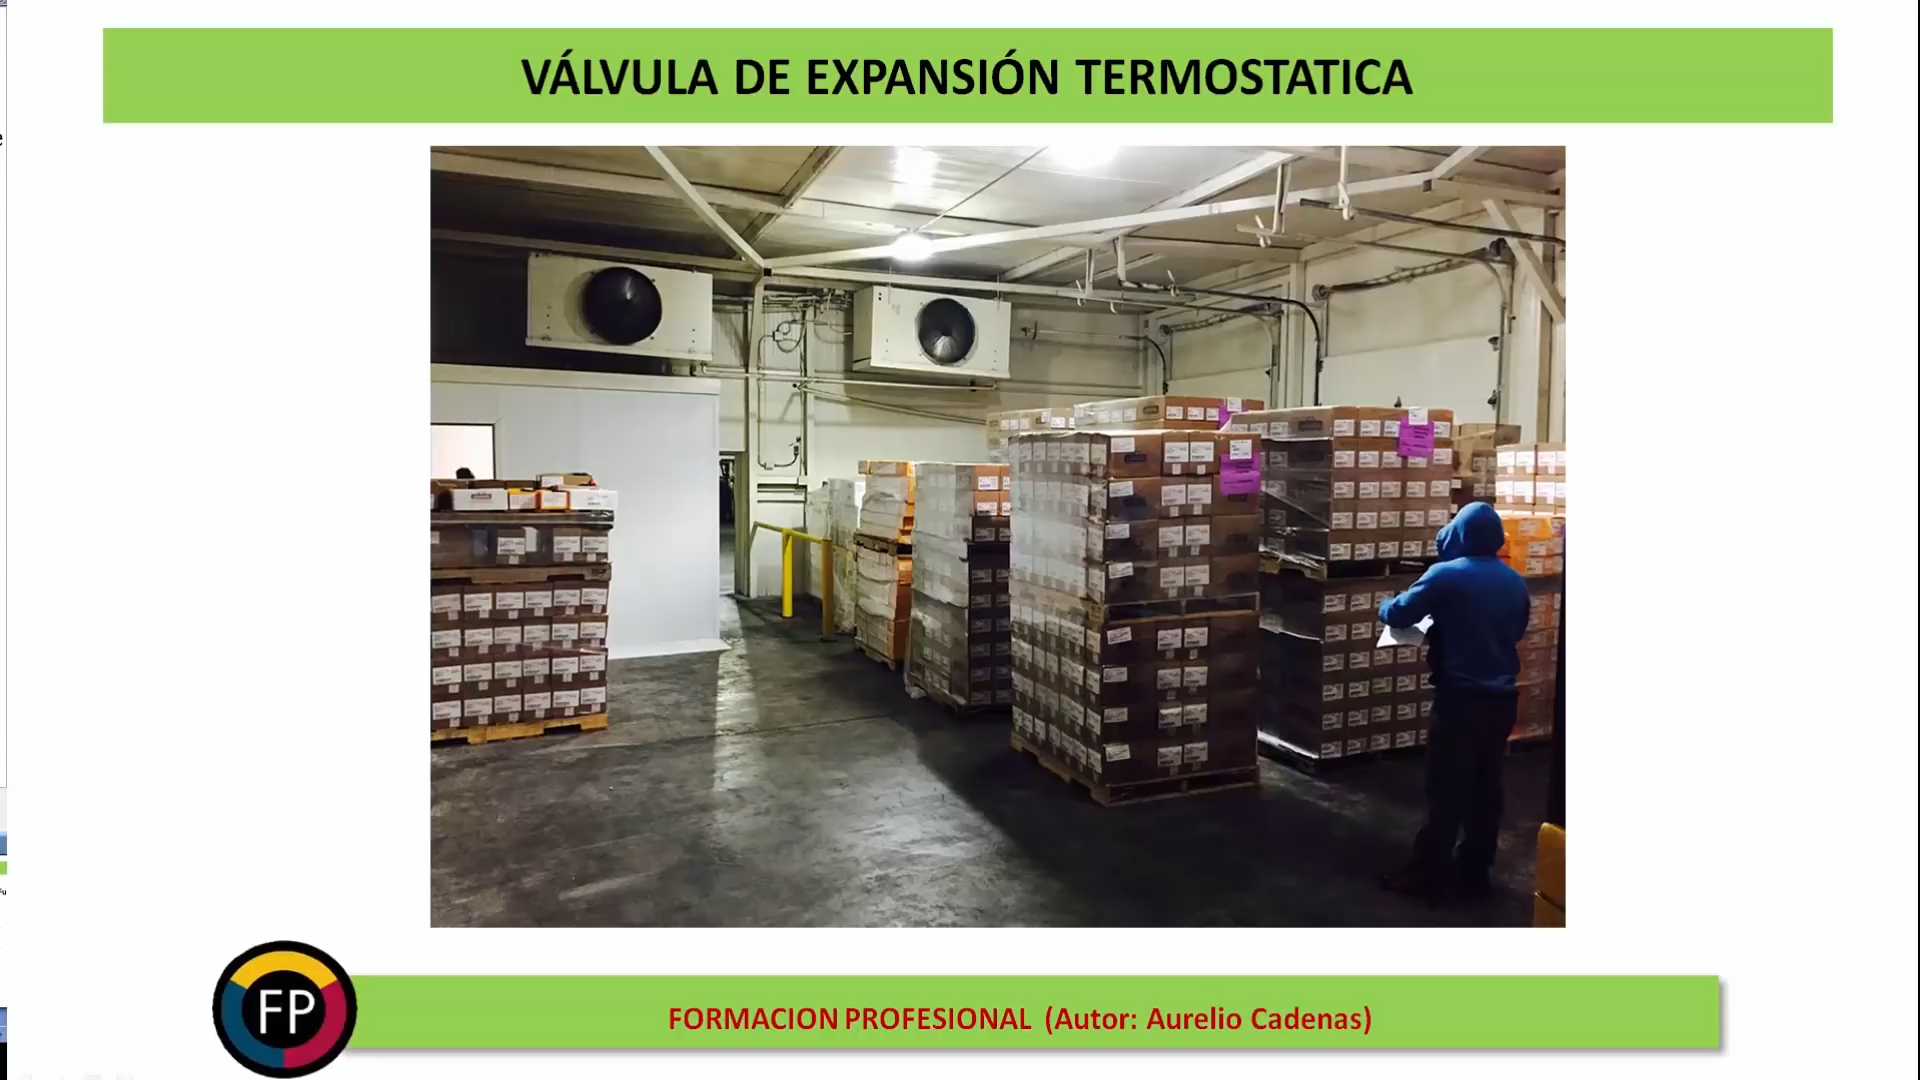 VÁLVULA DE EXPANSIÓN TERMOSTATICA
FP
FORMACION PROFESIONAL (Autor: Aurelio Cadenas)